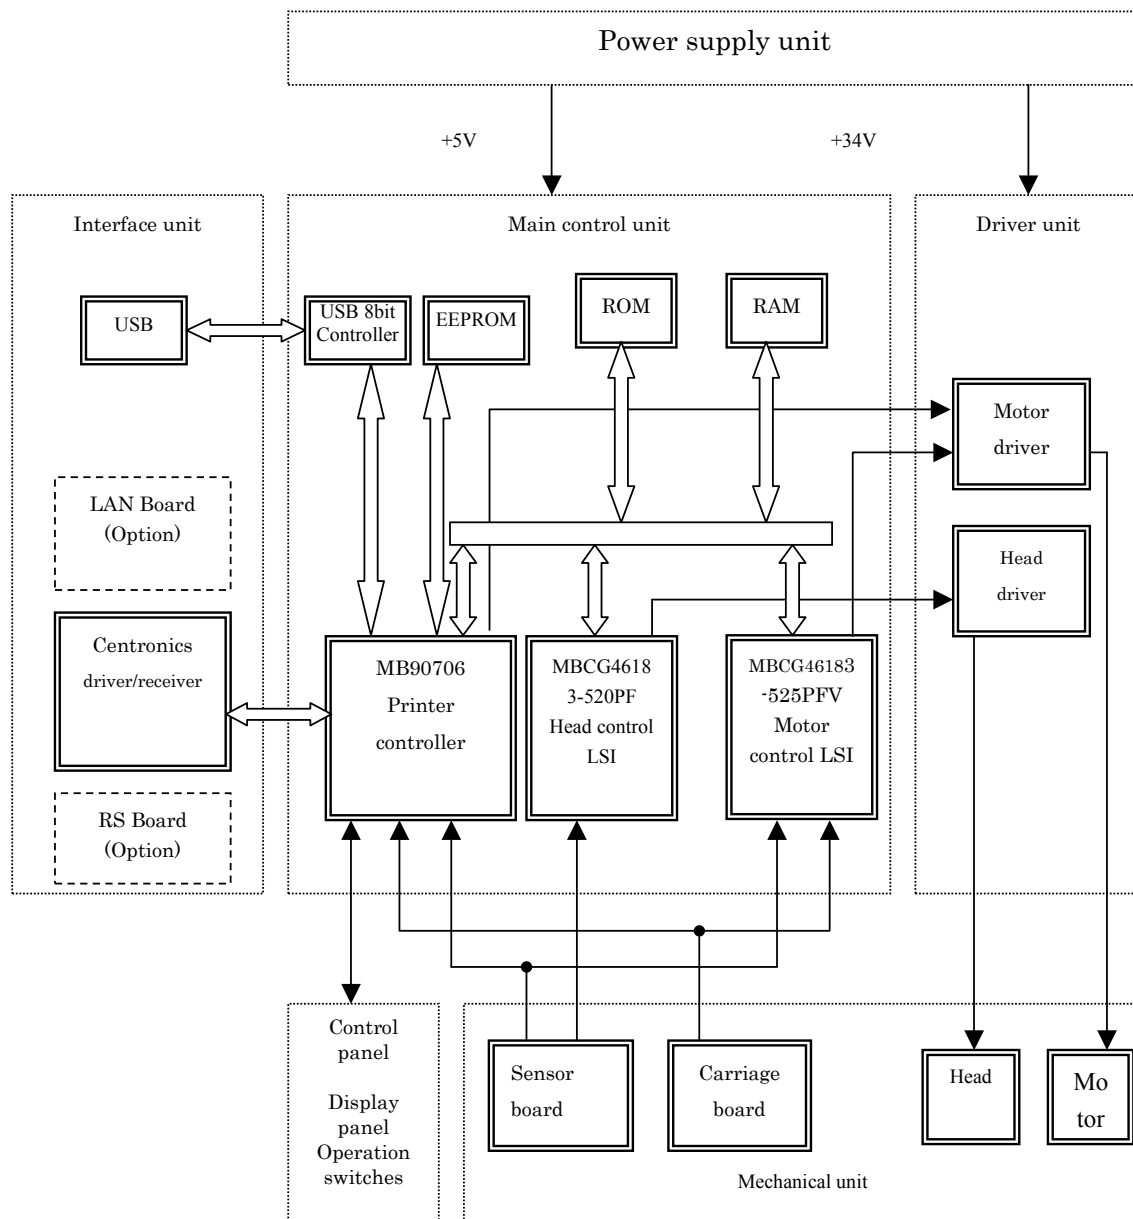 Power supply unit
+5V
+34V
Interface unit
Main control unit
Driver unit
USB
USB 8bit
Controller
EEPROM
ROM
RAM
Motor
driver
LAN Board
(Option)
Head
driver
Centronics
driver/receiver
MB90706
Printer
controller
MBCG4618
3-520PF
Head control
LSI
MBCG46183
-525PFV
Motor
control LSI
RS Board
(Option)
Control
panel
Display
panel
Operation
switches
Sensor
board
Carriage
board
Head
Mo
tor
Mechanical unit